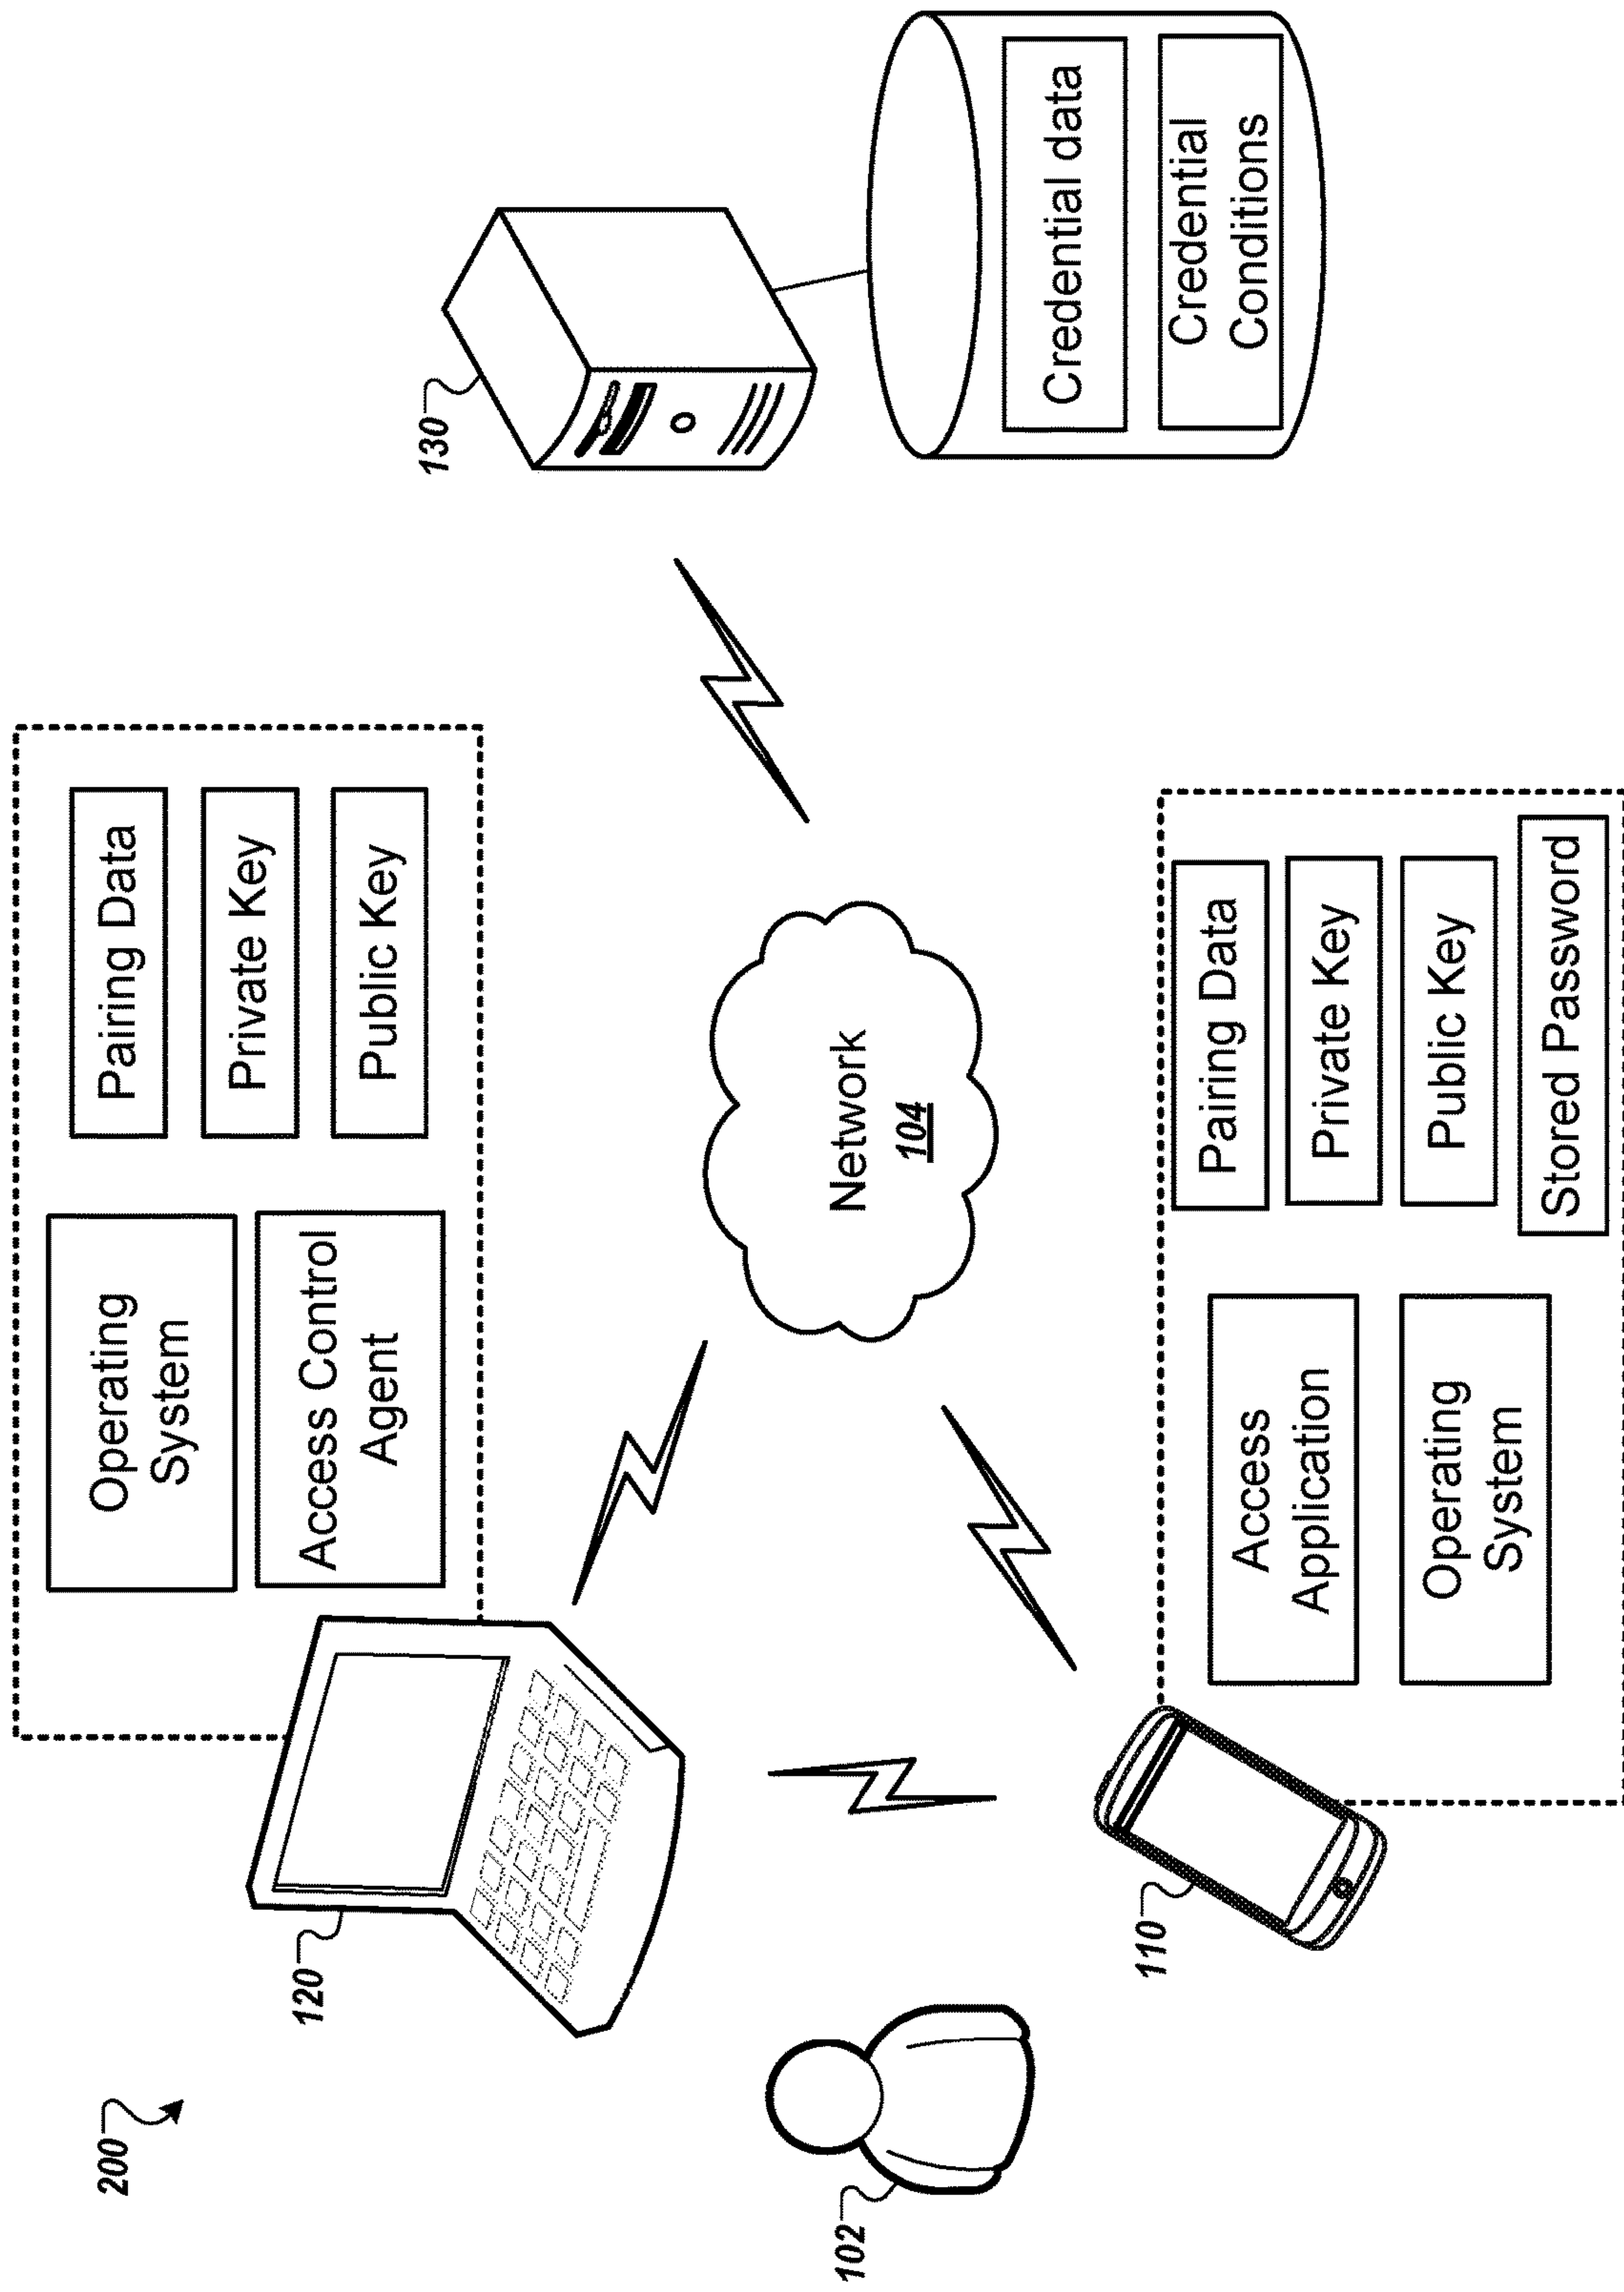 200
120
Operating
System
Access Control
Agent
Pairing Data
Private Key
Public Key
130
Credential data
Credential
Conditions
102
Network
104
110
Access
Application
Operating
System
Pairing Data
Private Key
Public Key
Stored Password